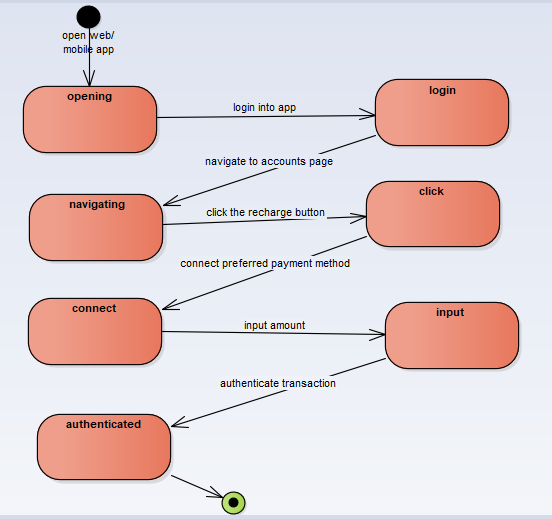 open web/
mobile app
opening
login into app
login
navigate to accounts page
navigating
click the recharge button
click
connect preferred payment method
connect
input amount
input
authenticate transaction
authenticated